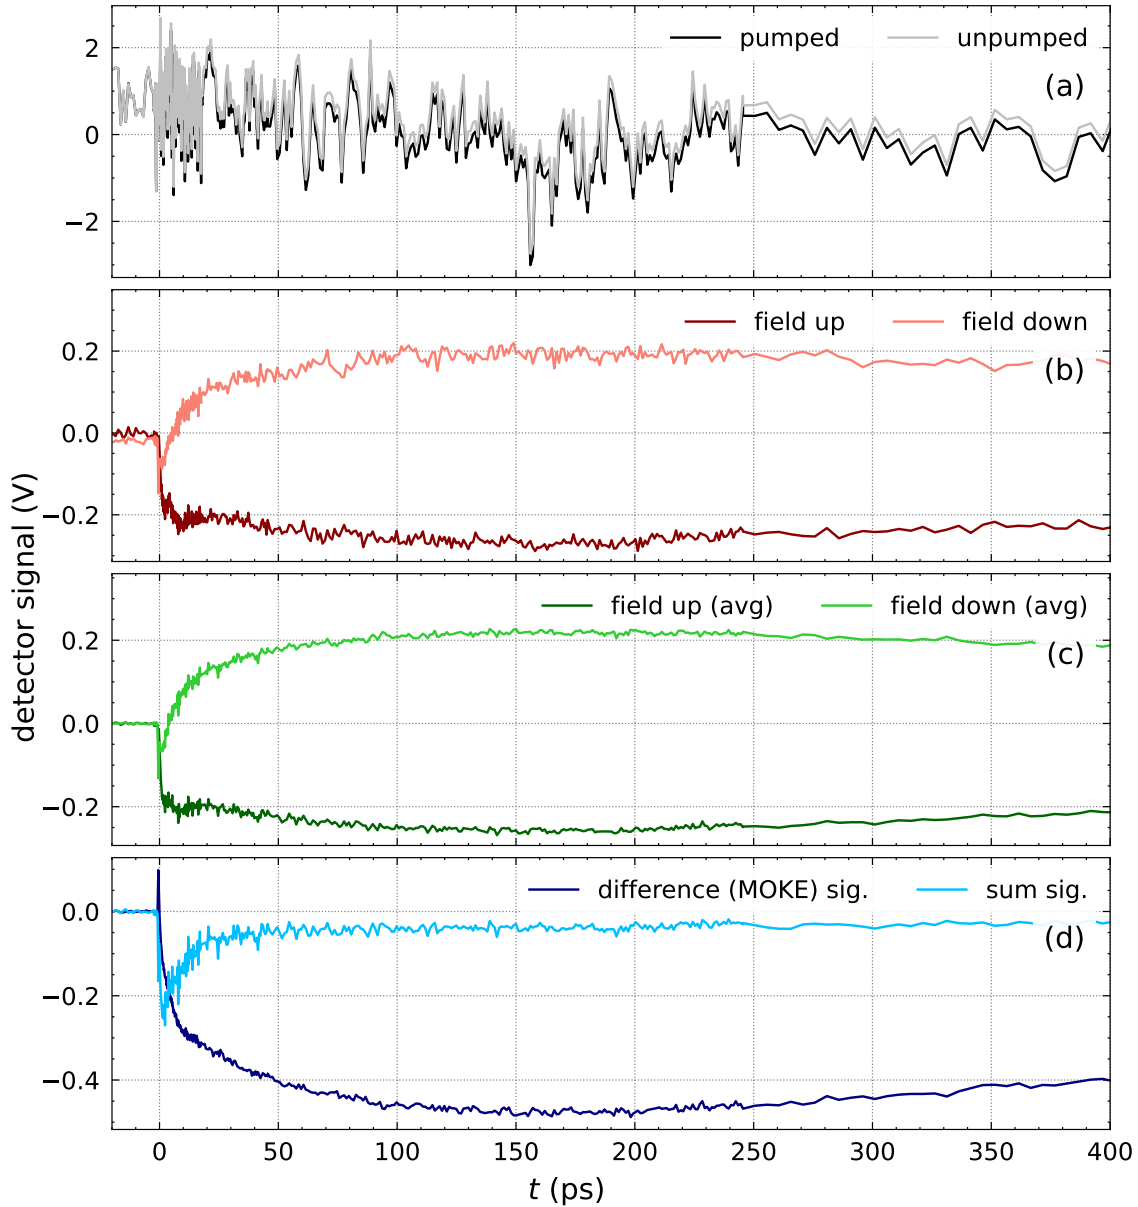 pumped unpumped
(a)
2
0
−2
field up field down
(b)
0.2
0.0
−0.2
field up (avg) field down (avg)
(c)
0.2
0.0
−0.2
difference (MOKE) sig. sum sig.
(d)
0.0
−0.2
−0.4
detector signal (V)
0 50 100 150 200 250 300 350 400
t (ps)